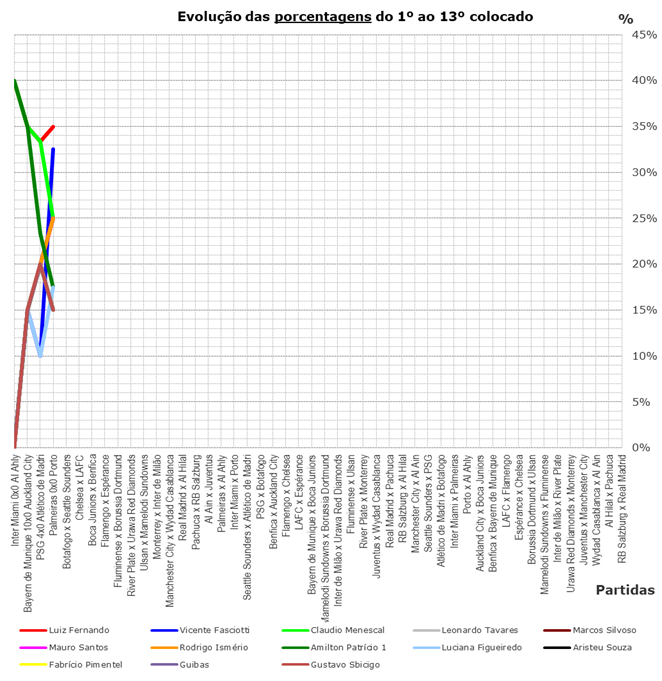 Evolução das porcentagens do 1º ao 13º colocado
%
45%
40%
35%
30%
25%
20%
15%
10%
5%
0%
Inter Miami 0x0 Al Ahly
Bayern de Munique 10x0 Auckland City
PSG 4x0 Atlético de Madri
Palmeiras 0x0 Porto
Botafogo x Seattle Sounders
Chelsea x LAFC
Boca Juniors x Benfica
Flamengo x Espérance
Fluminense x Borussia Dortmund
River Plate x Urawa Red Diamonds
Ulsan x Mamelodi Sundowns
Monterrey x Inter de Milão
Manchester City x Wydad Casablanca
Real Madrid x Al Hilal
Pachuca x RB Salzburg
Al Ain x Juventus
Palmeiras x Al Ahly
Inter Miami x Porto
Seattle Sounders x Atlético de Madri
PSG x Botafogo
Benfica x Auckland City
Flamengo x Chelsea
LAFC x Espérance
Bayern de Munique x Boca Juniors
Mamelodi Sundowns x Borussia Dortmund
Inter de Milão x Urawa Red Diamonds
Fluminense x Ulsan
River Plate x Monterrey
Juventus x Wydad Casablanca
Real Madrid x Pachuca
RB Salzburg x Al Hilal
Manchester City x Al Ain
Seattle Sounders x PSG
Atlético de Madri x Botafogo
Inter Miami x Palmeiras
Porto x Al Ahly
Auckland City x Boca Juniors
Benfica x Bayern de Munique
LAFC x Flamengo
Esperance x Chelsea
Borussia Dortmund x Ulsan
Mamelodi Sundowns x Fluminense
Inter de Milão x River Plate
Urawa Red Diamonds x Monterrey
Juventus x Manchester City
Wydad Casablanca x Al Ain
Al Hilal x Pachuca
RB Salzburg x Real Madrid
Partidas
Luiz Fernando
Vicente Fasciotti
Claudio Menescal
Leonardo Tavares
Marcos Silvoso
Mauro Santos
Rodrigo Ismério
Amilton Patrício 1
Luciana Figueiredo
Aristeu Souza
Fabrício Pimentel
Guibas
Gustavo Sbicigo